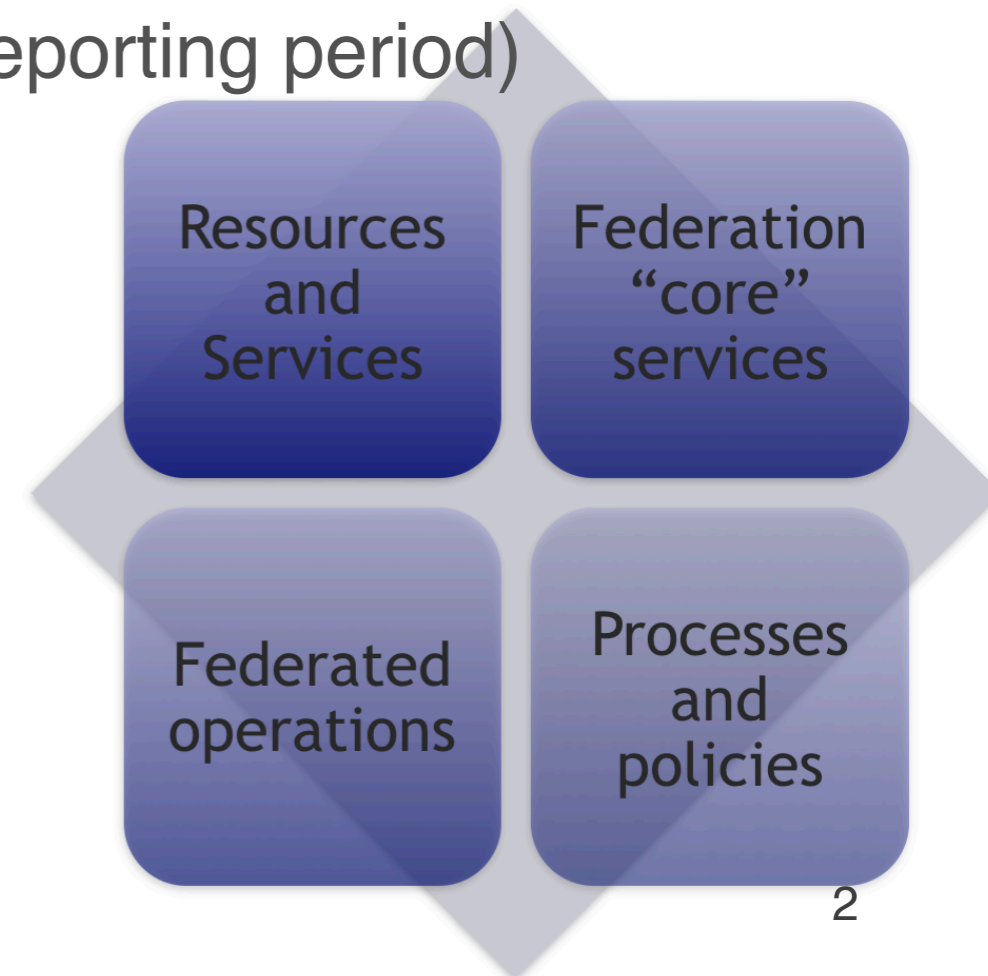 eporting period)
Resources
and
Services
Federation
“core”
services
Federated
operations
Processes
and
policies
2